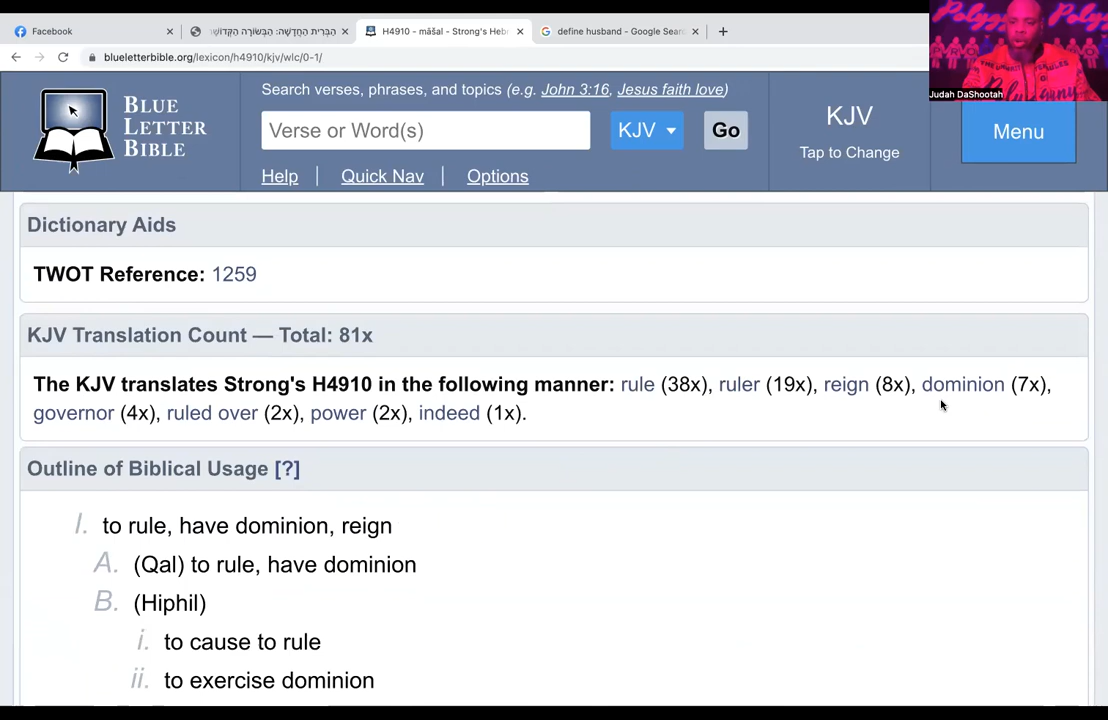 Facebook
הַבְּרִית הַחֲדָשָׁה: הַבְּשׂוֹרָה הַקְּדוֹשָׁ
H4910 - māšal - Strong's Heb
define husband - Google Sear
blueletterbible.org/lexicon/h4910/kjv/wlc/0-1/
Judah DaShootah
BLUE
LETTER
BIBLE
Search verses, phrases, and topics (e.g. John 3:16, Jesus faith love)
Verse or Word(s)
KJV
Go
Help
Quick Nav
Options
KJV
Tap to Change
Menu
Dictionary Aids
TWOT Reference: 1259
KJV Translation Count — Total: 81x
The KJV translates Strong's H4910 in the following manner: rule (38x), ruler (19x), reign (8x), dominion (7x),
governor (4x), ruled over (2x), power (2x), indeed (1x).
Outline of Biblical Usage [?]
I. to rule, have dominion, reign
A. (Qal) to rule, have dominion
B. (Hiphil)
i. to cause to rule
ii. to exercise dominion